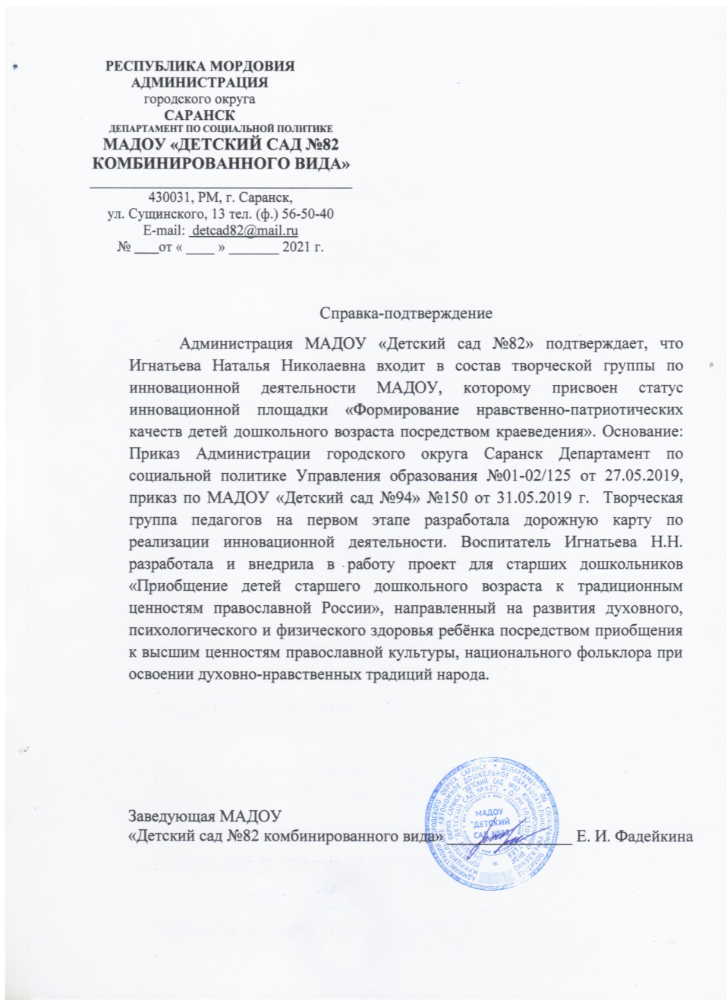 РЕСПУБЛИКА МОРДОВИЯ
АДМИНИСТРАЦИЯ
городского округа
САРАНСК
ДЕПАРТАМЕНТ ПО СОЦИАЛЬНОЙ ПОЛИТИКЕ
МАДОУ «ДЕТСКИЙ САД №82
КОМБИНИРОВАННОГО ВИДА»
430031, РМ, г. Саранск,
ул. Сущинского, 13 тел. (ф.) 56-50-40
E-mail: detcad82@mail.ru
№ ___от « ____ » _______ 2021 г.
Справка-подтверждение
Администрация МАДОУ «Детский сад №82» подтверждает, что
Игнатьева Наталья Николаевна входит в состав творческой группы по
инновационной деятельности МАДОУ, которому присвоен статус
инновационной площадки «Формирование нравственно-патриотических
качеств детей дошкольного возраста посредством краеведения». Основание:
Приказ Администрации городского округа Саранск Департамент по
социальной политике Управления образования №01-02/125 от 27.05.2019,
приказ по МАДОУ «Детский сад №94» №150 от 31.05.2019 г. Творческая
группа педагогов на первом этапе разработала дорожную карту по
реализации инновационной деятельности. Воспитатель Игнатьева Н.Н.
разработала и внедрила в работу проект для старших дошкольников
«Приобщение детей старшего дошкольного возраста к традиционным
ценностям православной России», направленный на развития духовного,
психологического и физического здоровья ребёнка посредством приобщения
к высшим ценностям православной культуры, национального фольклора при
освоении духовно-нравственных традиций народа.
Заведующая МАДОУ
«Детский сад №82 комбинированного вида» _______________ Е. И. Фадейкина
МАДОУ
"ДЕТСКИЙ
САД №82"